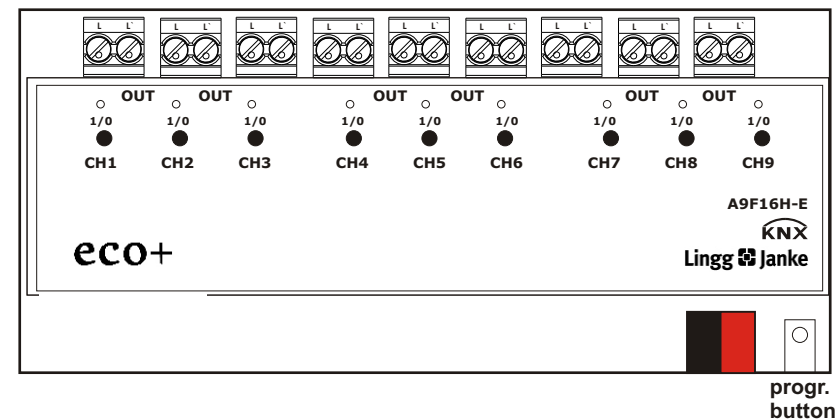 L L` L L` L L` L L` L L` L L` L L` L L` L L`
OUT OUT OUT OUT OUT OUT
1/0 1/0 1/0 1/0 1/0 1/0 1/0 1/0 1/0
CH1 CH2 CH3 CH4 CH5 CH6 CH7 CH8 CH9
A9F16H-E
KNX
eco+
Lingg Janke
progr.
button